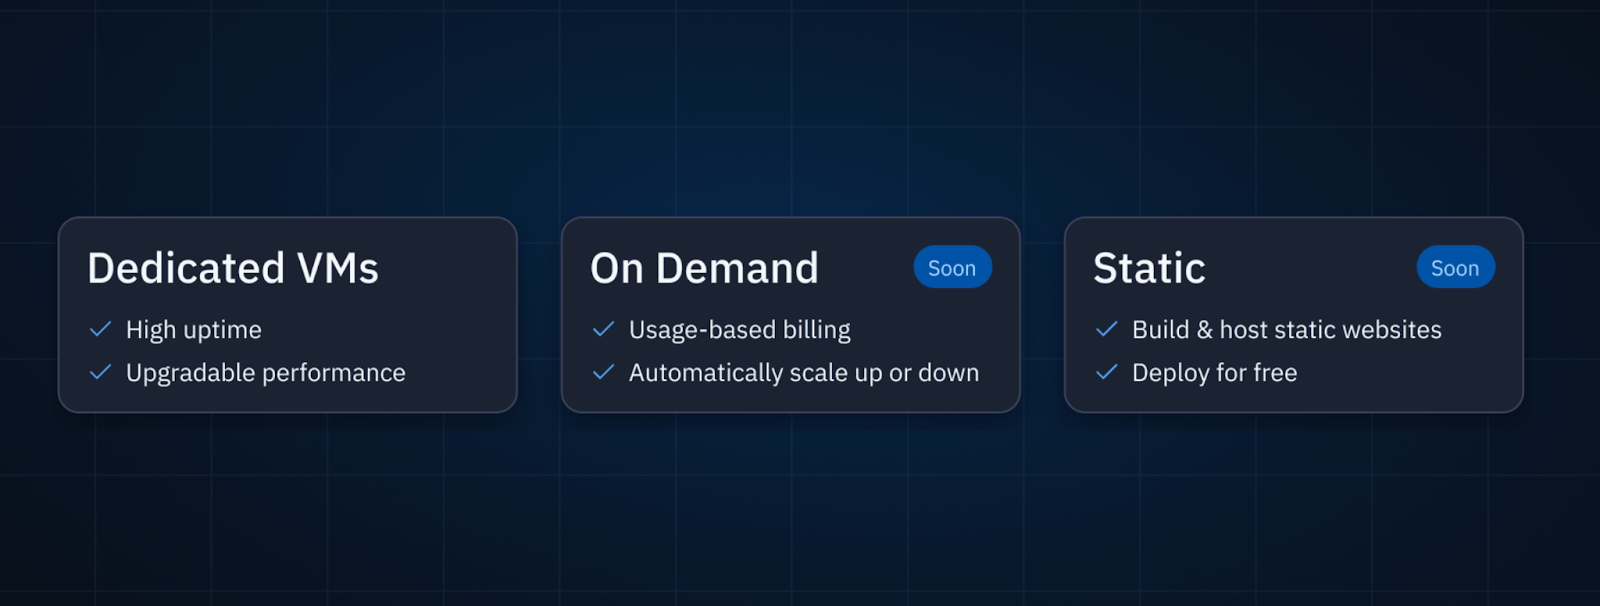 Dedicated VMs
High uptime
Upgradable performance
On Demand
Soon
Usage-based billing
Automatically scale up or down
Static
Soon
Build & host static websites
Deploy for free